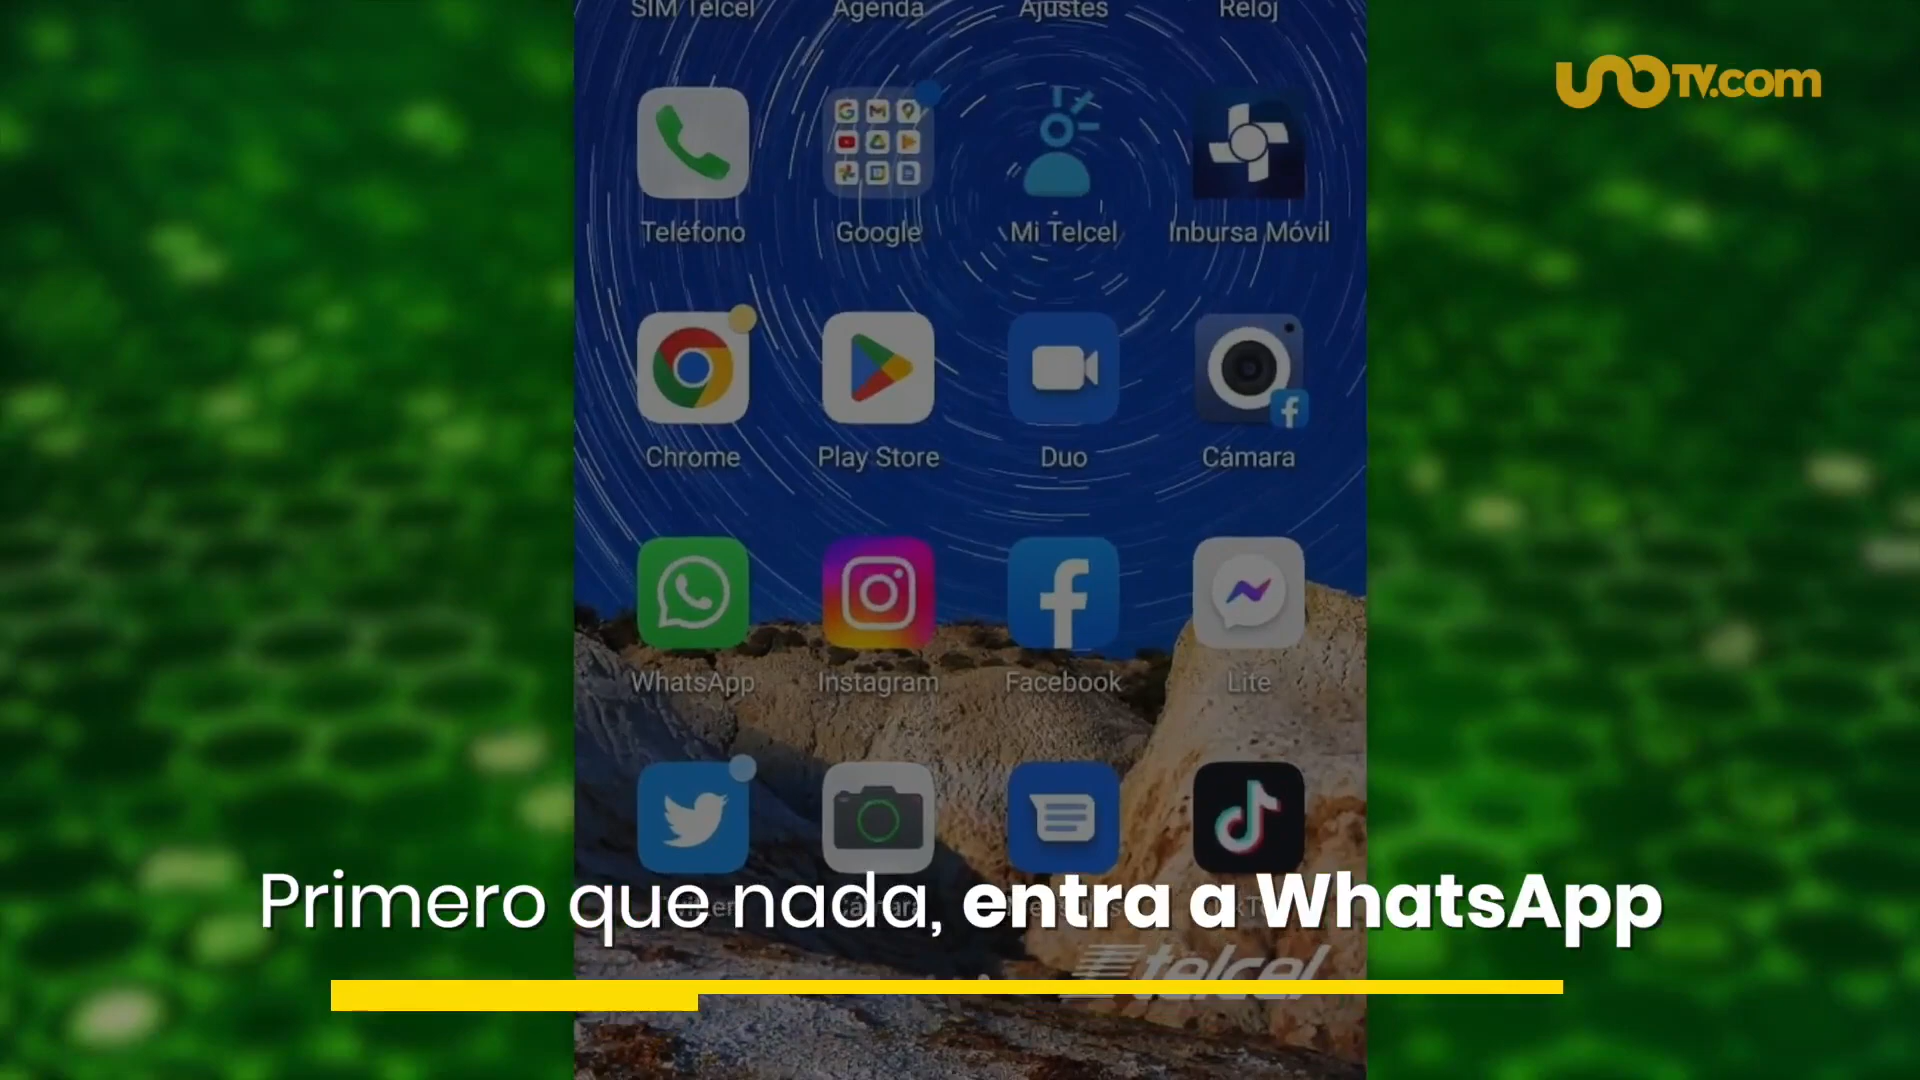 SIM Telcel Agenda Ajustes Reloj
UNOTV.com
Teléfono Google Mi Telcel Inbursa Móvil
Chrome Play Store Duo Cámara
WhatsApp Instagram Facebook Lite
Primero que nada, entra a WhatsApp
telcel